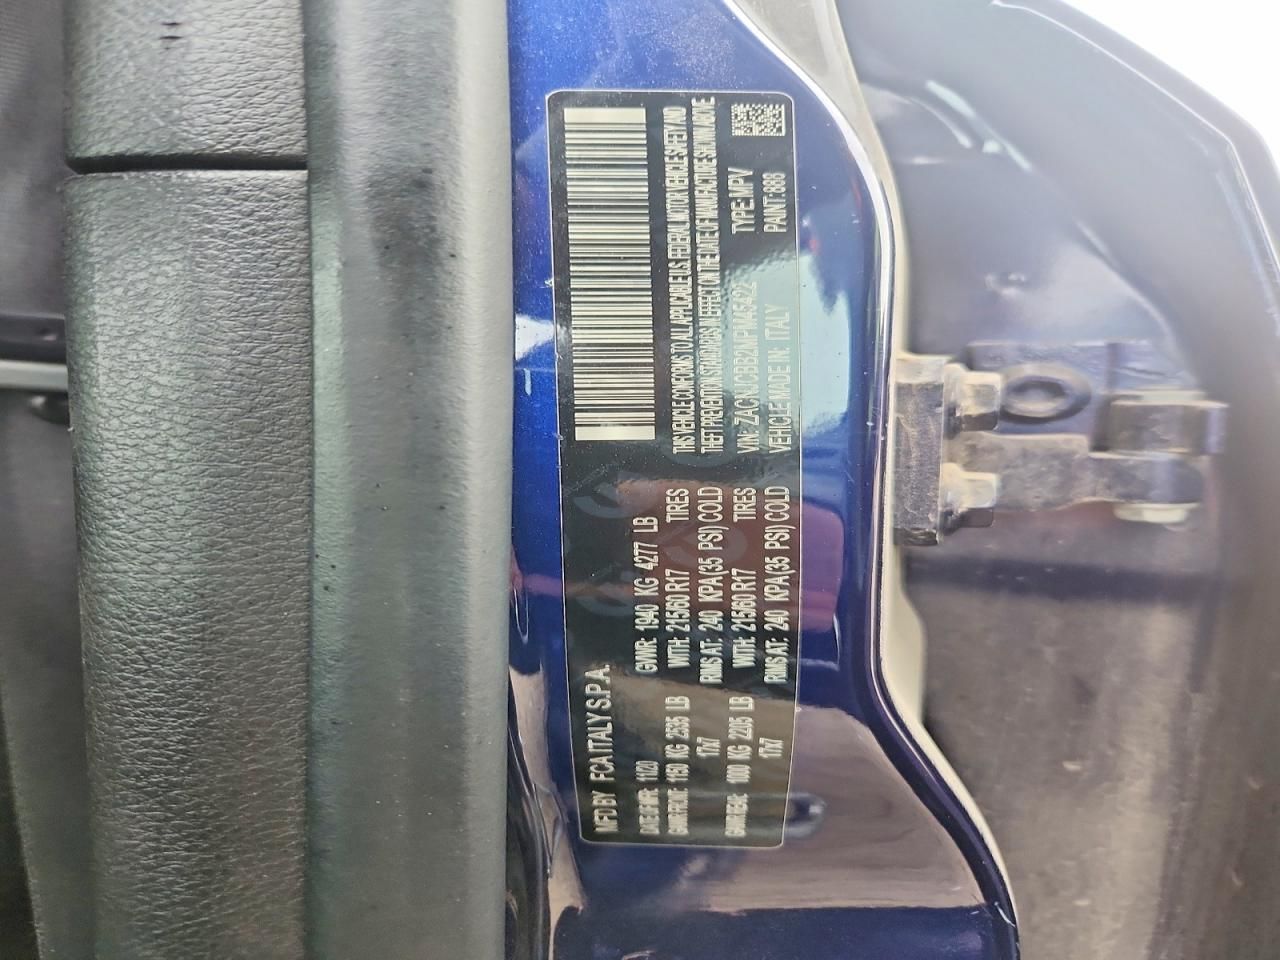 MFD BY FCA ITALY S.P.A.
DATE OF MFR: 11/20 GVWR: 1940 KG 4277 LB
GAWR FRONT: 1150 KG 2535 LB WITH: 215/60 R17 TIRES
17x7 RIMS AT: 240 KPA(35 PSI) COLD
GAWR REAR: 1000 KG 2205 LB WITH: 215/60 R17 TIRES
17x7 RIMS AT: 240 KPA(35 PSI) COLD
THIS VEHICLE CONFORMS TO ALL APPLICABLE U.S. FEDERAL MOTOR VEHICLE SAFETY AND
THEFT PREVENTION STANDARDS IN EFFECT ON THE DATE OF MANUFACTURE SHOWN ABOVE
VIN: ZACNJCBB2MPM45422 TYPE: MPV
VEHICLE MADE IN: ITALY PAINT: 888